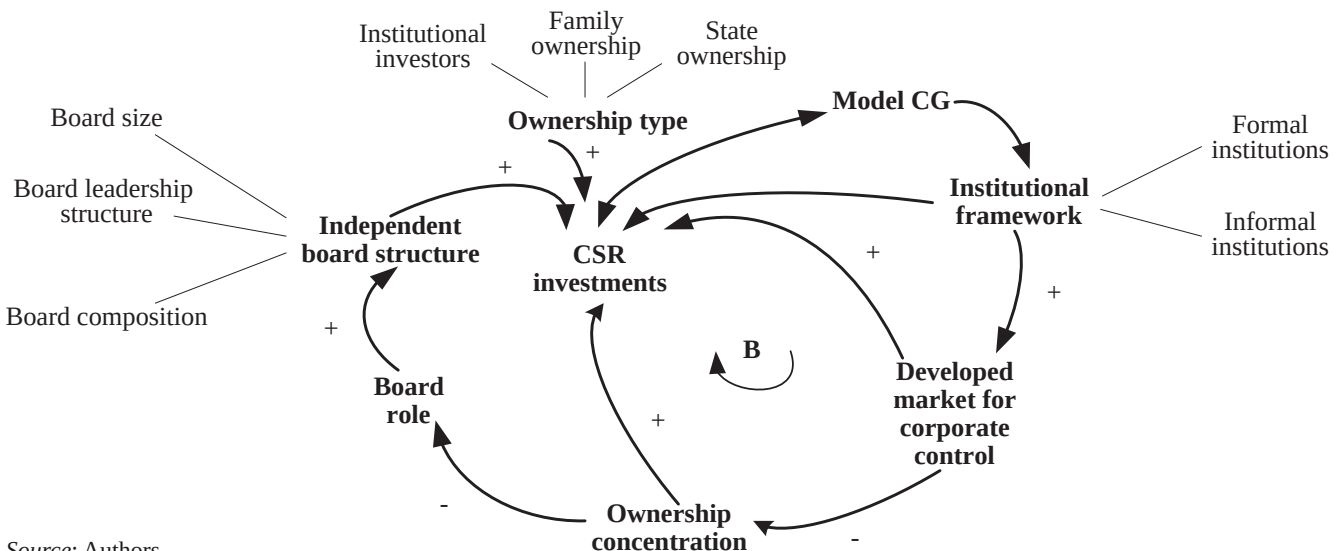 Institutional
investors
Family
ownership
State
ownership
Ownership type
Model CG
Board size
Board leadership
structure
Board composition
Independent
board structure
Formal
institutions
Institutional
framework
Informal
institutions
+
+
CSR
investments
+
+
+
B
Board
role
Developed
market for
corporate
control
+
-
Ownership
concentration
-
Source: Authors